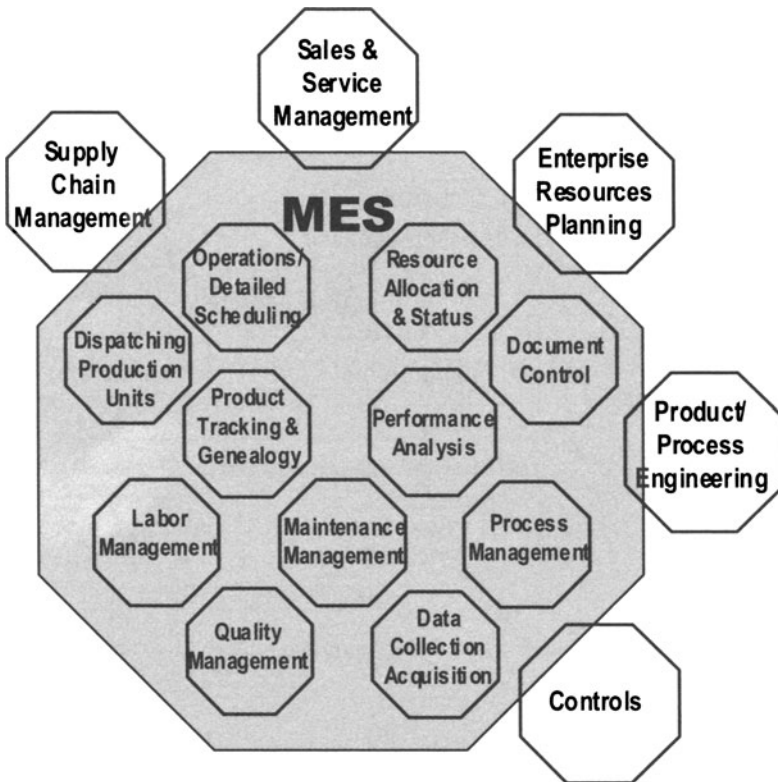 Sales &
Service
Management
Supply
Chain
Management
Enterprise
Resources
Planning
MES
Operations/
Detailed
Scheduling
Resource
Allocation
& Status
Dispatching
Production
Units
Document
Control
Product
Tracking &
Genealogy
Performance
Analysis
Product/
Process
Engineering
Labor
Management
Maintenance
Management
Process
Management
Quality
Management
Data
Collection
Acquisition
Controls